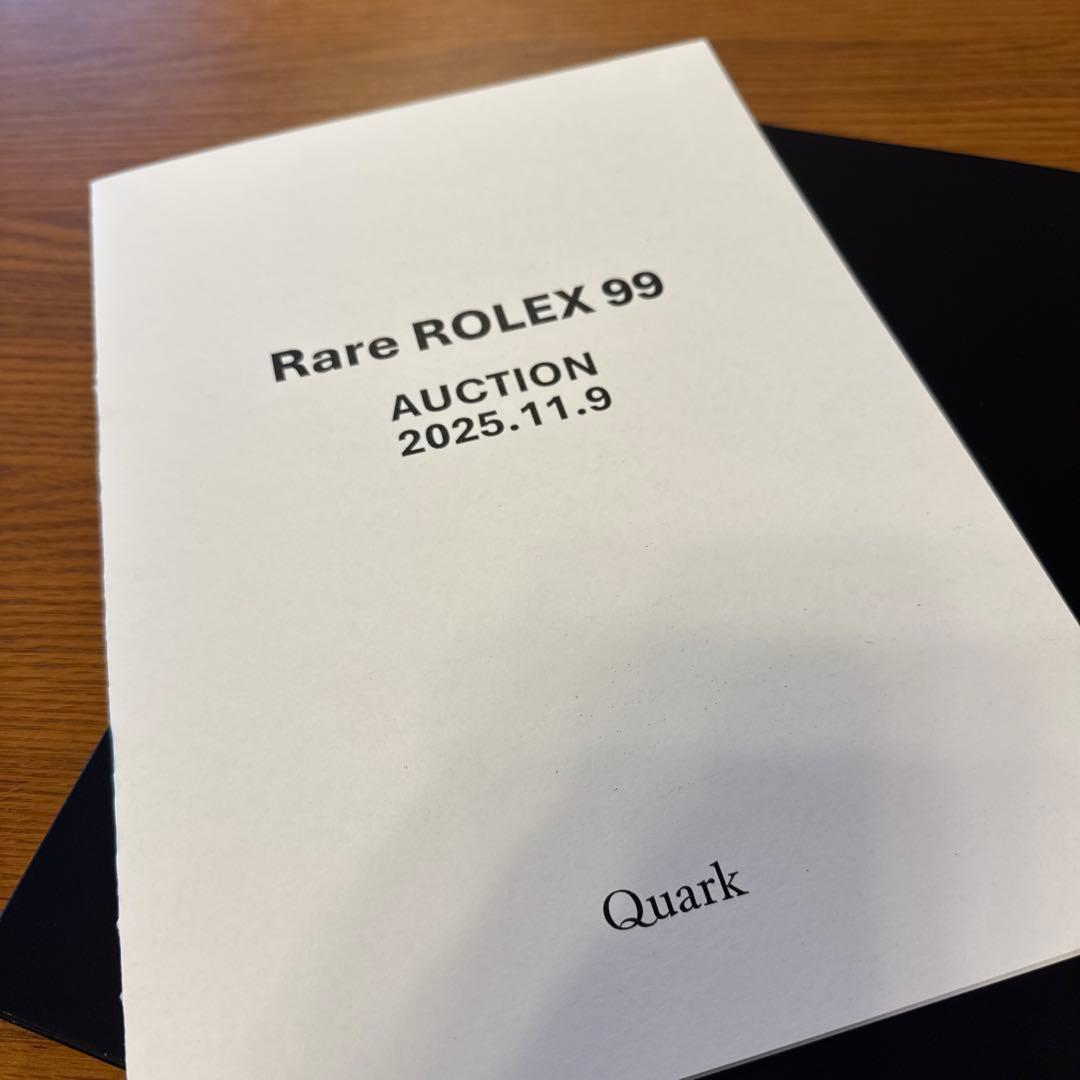 Rare ROLEX 99
AUCTION
2025.11.9
Quark